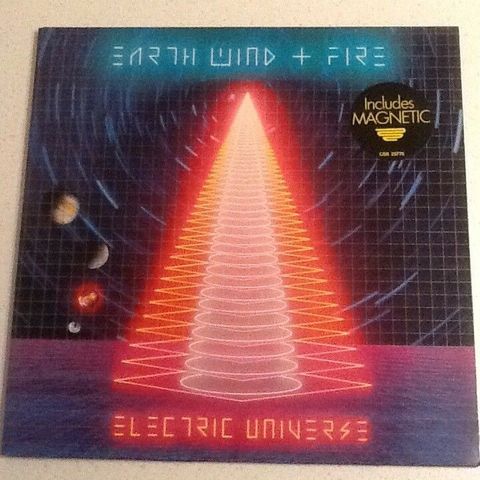 EARTH WIND + FIRE
Includes
MAGNETIC
ELECTRIC UNIVERSE